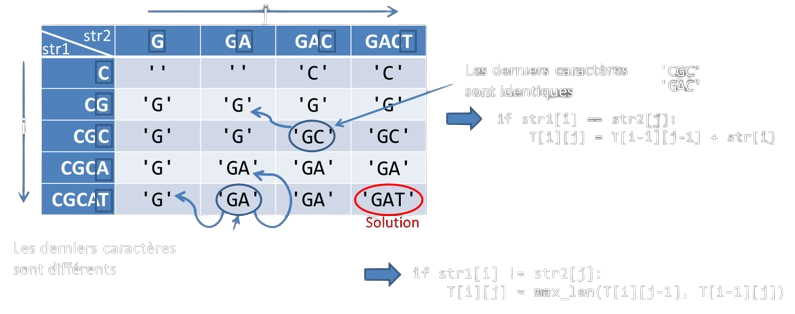 j
str2
str1
G GA GAC GACT
C '' '' 'C' 'C'
CG 'G' 'G' 'G' 'G'
CGC 'G' 'G' 'GC' 'GC'
CGCA 'G' 'GA' 'GA' 'GA'
CGCAT 'G' 'GA' 'GA' 'GAT'
Solution
i
Les derniers caractères
sont identiques
'CGC'
'GAC'
if str1[i] == str2[j]:
T[i][j] = T[i-1][j-1] + str[i]
Les derniers caractères
sont différents
if str1[i] != str2[j]:
T[i][j] = max_len(T[i][j-1], T[i-1][j])